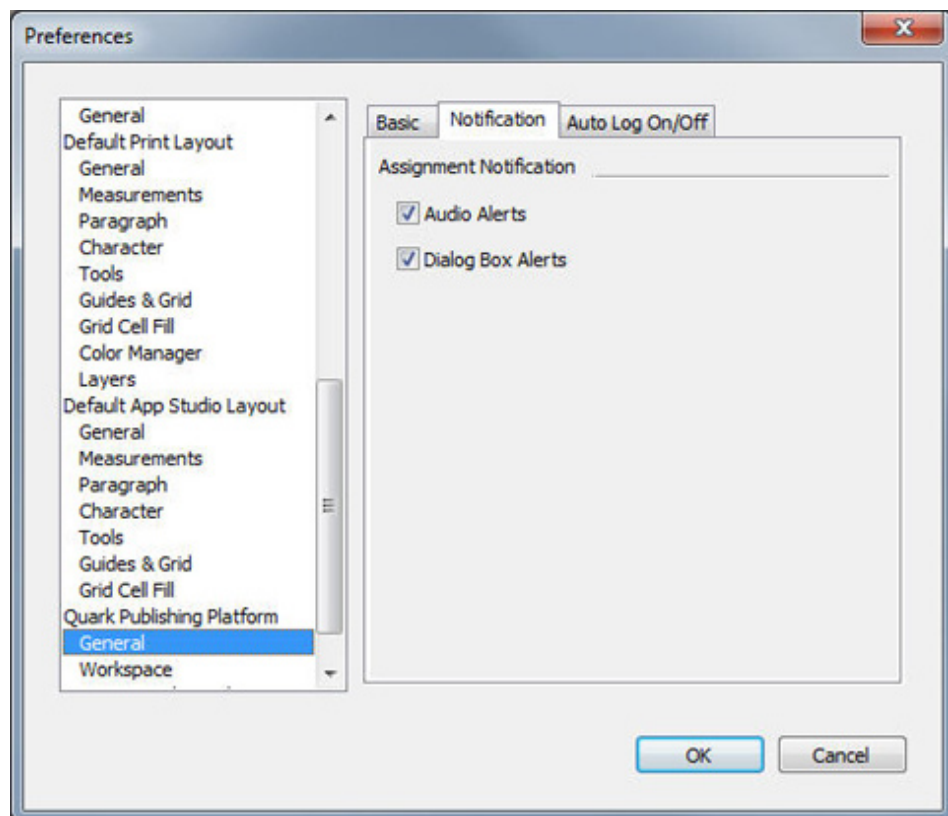 Preferences
General
Default Print Layout
General
Measurements
Paragraph
Character
Tools
Guides & Grid
Grid Cell Fill
Color Manager
Layers
Default App Studio Layout
General
Measurements
Paragraph
Character
Tools
Guides & Grid
Grid Cell Fill
Quark Publishing Platform
General
Workspace
Basic Notification Auto Log On/Off
Assignment Notification
Audio Alerts
Dialog Box Alerts
OK Cancel